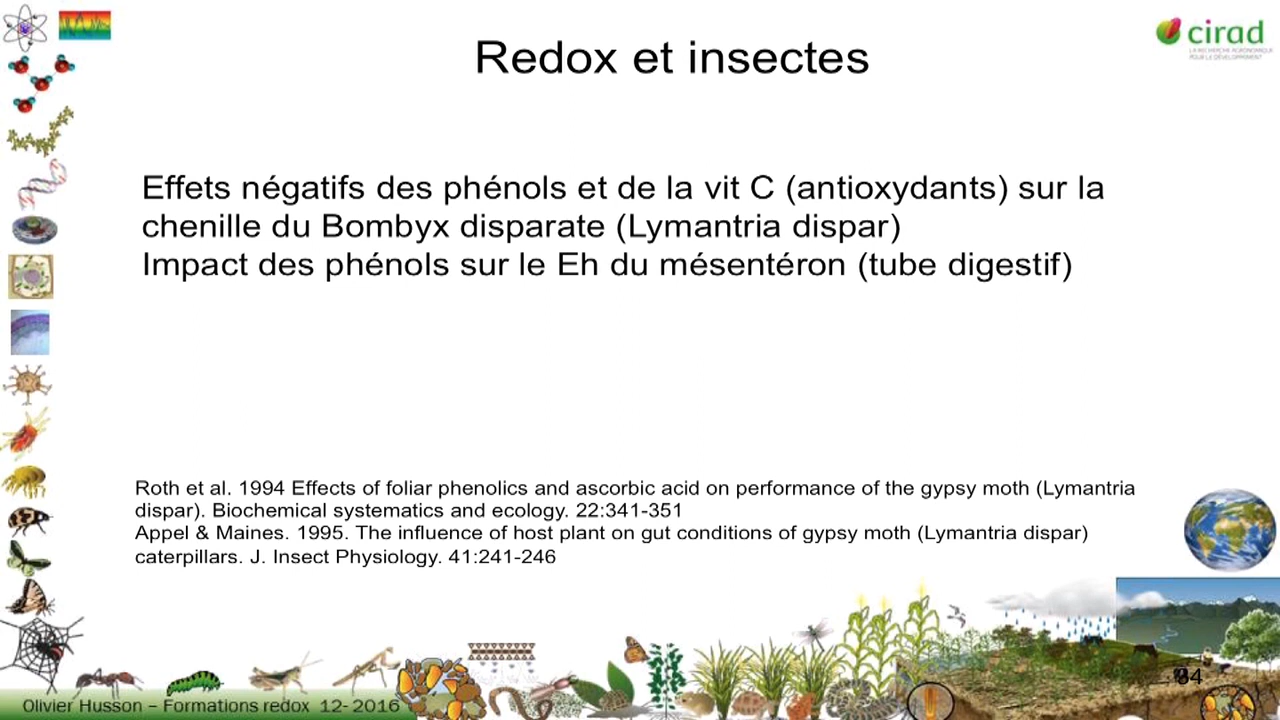 cirad
LA RECHERCHE AGRONOMIQUE
POUR LE DÉVELOPPEMENT
Redox et insectes
Effets négatifs des phénols et de la vit C (antioxydants) sur la
chenille du Bombyx disparate (Lymantria dispar)
Impact des phénols sur le Eh du mésentéron (tube digestif)
Roth et al. 1994 Effects of foliar phenolics and ascorbic acid on performance of the gypsy moth (Lymantria
dispar). Biochemical systematics and ecology. 22:341-351
Appel & Maines. 1995. The influence of host plant on gut conditions of gypsy moth (Lymantria dispar)
caterpillars. J. Insect Physiology. 41:241-246
Olivier Husson – Formations redox 12- 2016